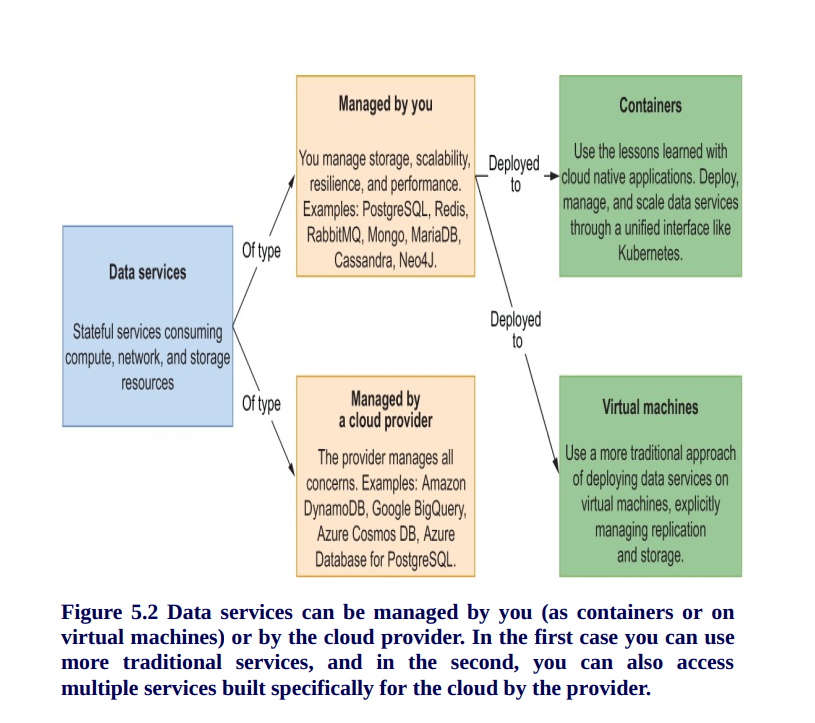 Managed by you
You manage storage, scalability,
resilience, and performance.
Examples: PostgreSQL, Redis,
RabbitMQ, Mongo, MariaDB,
Cassandra, Neo4J.
Deployed
to
Containers
Use the lessons learned with
cloud native applications. Deploy,
manage, and scale data services
through a unified interface like
Kubernetes.
Of type
Data services
Stateful services consuming
compute, network, and storage
resources
Deployed
to
Of type
Managed by
a cloud provider
The provider manages all
concerns. Examples: Amazon
DynamoDB, Google BigQuery,
Azure Cosmos DB, Azure
Database for PostgreSQL.
Virtual machines
Use a more traditional approach
of deploying data services on
virtual machines, explicitly
managing replication
and storage.
Figure 5.2 Data services can be managed by you (as containers or on
virtual machines) or by the cloud provider. In the first case you can use
more traditional services, and in the second, you can also access
multiple services built specifically for the cloud by the provider.